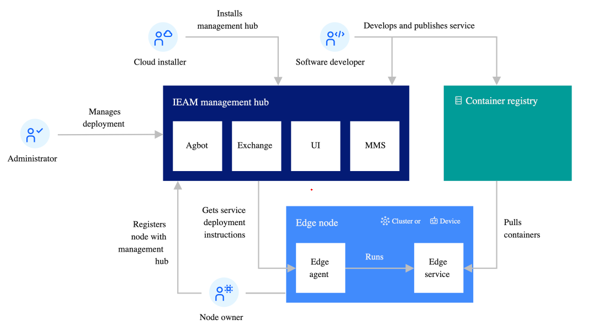 Installs
management hub
Develops and publishes service
Cloud installer
Software developer
Manages
deployment
Administrator
IEAM management hub
Agbot
Exchange
UI
MMS
Container registry
Registers
node with
management
hub
Gets service
deployment
instructions
Edge node
Cluster or
Device
Pulls
containers
Edge
agent
Runs
Edge
service
Node owner